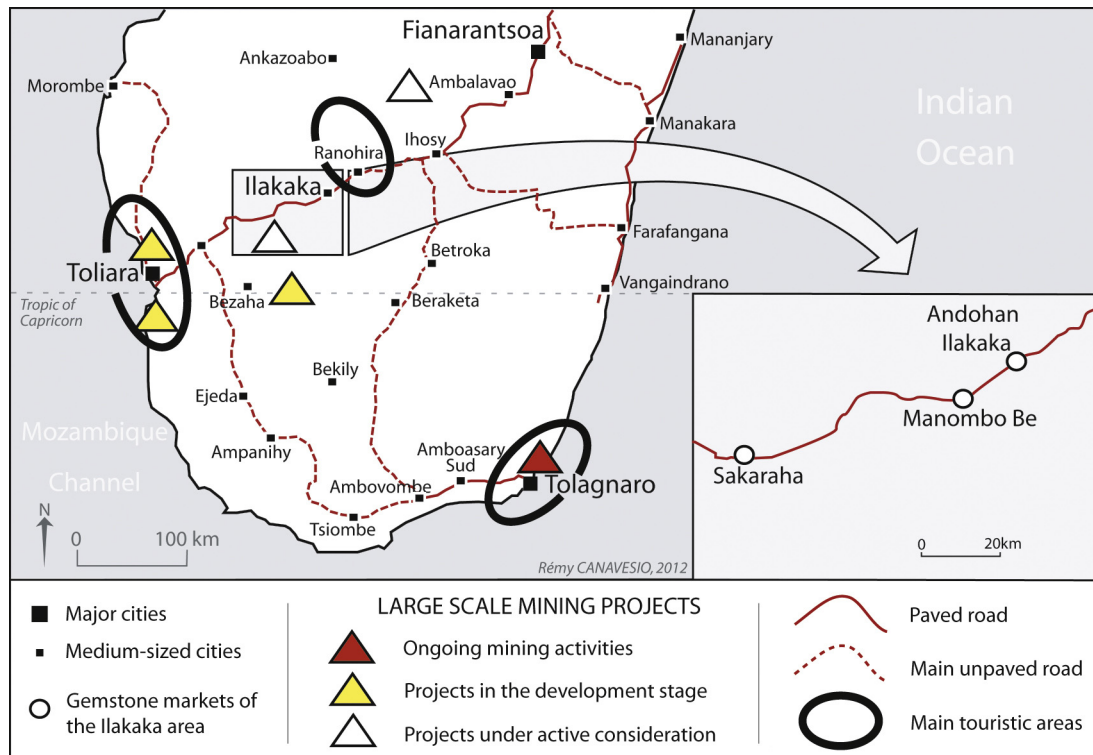 Fianarantsoa
Mananjary
Ankazoabo
Morombe
Ambalavao
Indian
Ocean
Manakara
Ihosy
Ranohira
Ilakaka
Farafangana
Betroka
Toliara
Vangaindrano
Bezaha
Beraketa
Tropic of
Capricorn
Andohan
Ilakaka
Bekily
Ejeda
Manombo Be
Mozambique
Channel
Ampanihy
Amboasary
Sud
Sakaraha
Tolagnaro
Ambovombe
N
0 100 km
Tsiombe
0 20km
Rémy CANAVESIO, 2012
Major cities
Medium-sized cities
Gemstone markets of
the Ilakaka area
LARGE SCALE MINING PROJECTS
Ongoing mining activities
Projects in the development stage
Projects under active consideration
Paved road
Main unpaved road
Main touristic areas